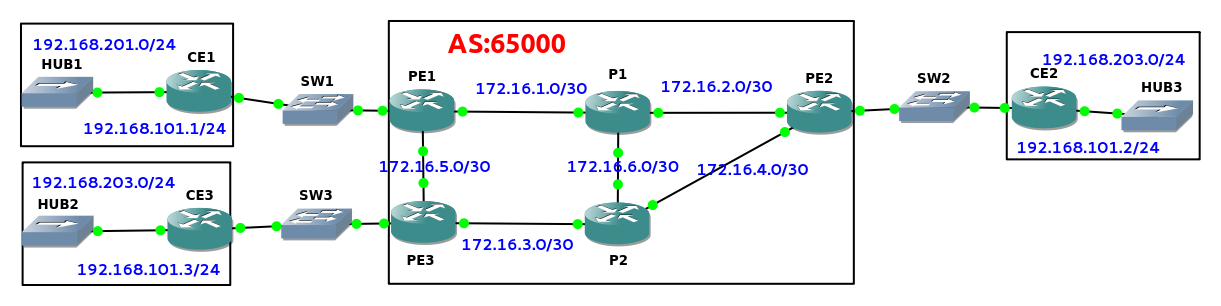 AS:65000
192.168.201.0/24
HUB1
CE1
SW1
192.168.101.1/24
PE1
172.16.1.0/30
P1
172.16.2.0/30
PE2
SW2
192.168.203.0/24
CE2
HUB3
192.168.101.2/24
172.16.5.0/30
172.16.6.0/30
172.16.4.0/30
192.168.203.0/24
HUB2
CE3
SW3
192.168.101.3/24
PE3
172.16.3.0/30
P2